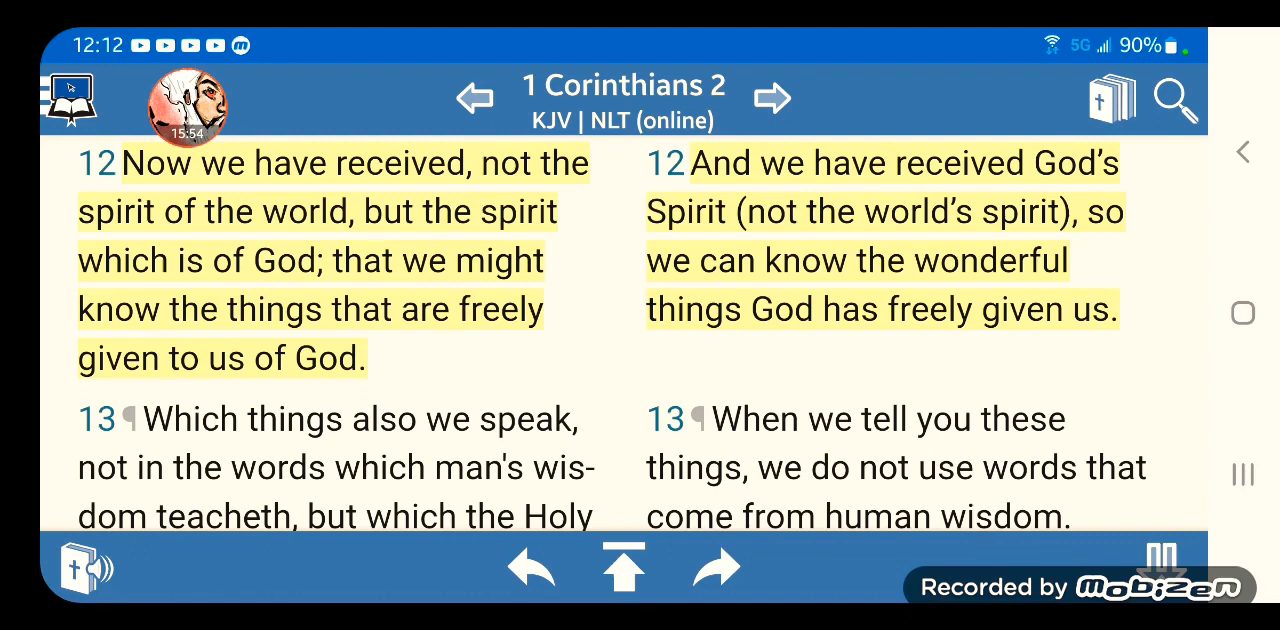 12:12
5G 90%
1 Corinthians 2
KJV | NLT (online)
15:54
12 Now we have received, not the
spirit of the world, but the spirit
which is of God; that we might
know the things that are freely
given to us of God.
13 ¶ Which things also we speak,
not in the words which man's wis-
dom teacheth, but which the Holy
12 And we have received God’s
Spirit (not the world’s spirit), so
we can know the wonderful
things God has freely given us.
13 ¶ When we tell you these
things, we do not use words that
come from human wisdom.
Recorded by Mobizen